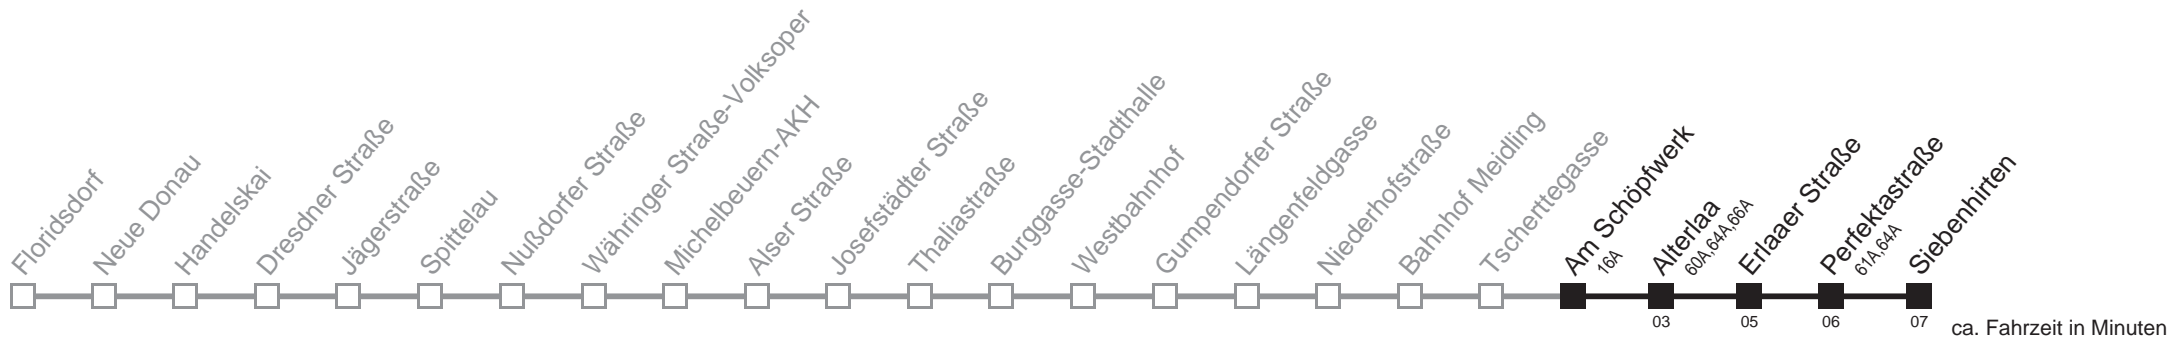 Floridsdorf
Neue Donau
Handelskai
Dresdner Straße
Jägerstraße
Spittelau
Nußdorfer Straße
Währinger Straße-Volksoper
Michelbeuern-AKH
Alser Straße
Josefstädter Straße
Thaliastraße
Burggasse-Stadthalle
Westbahnhof
Gumpendorfer Straße
Längenfeldgasse
Niederhofstraße
Bahnhof Meidling
Tscherttegasse
Am Schöpfwerk
16A
Alterlaa
60A,64A,66A
Erlaaer Straße
Perfektastraße
61A,64A
Siebenhirten
03 05 06 07 ca. Fahrzeit in Minuten